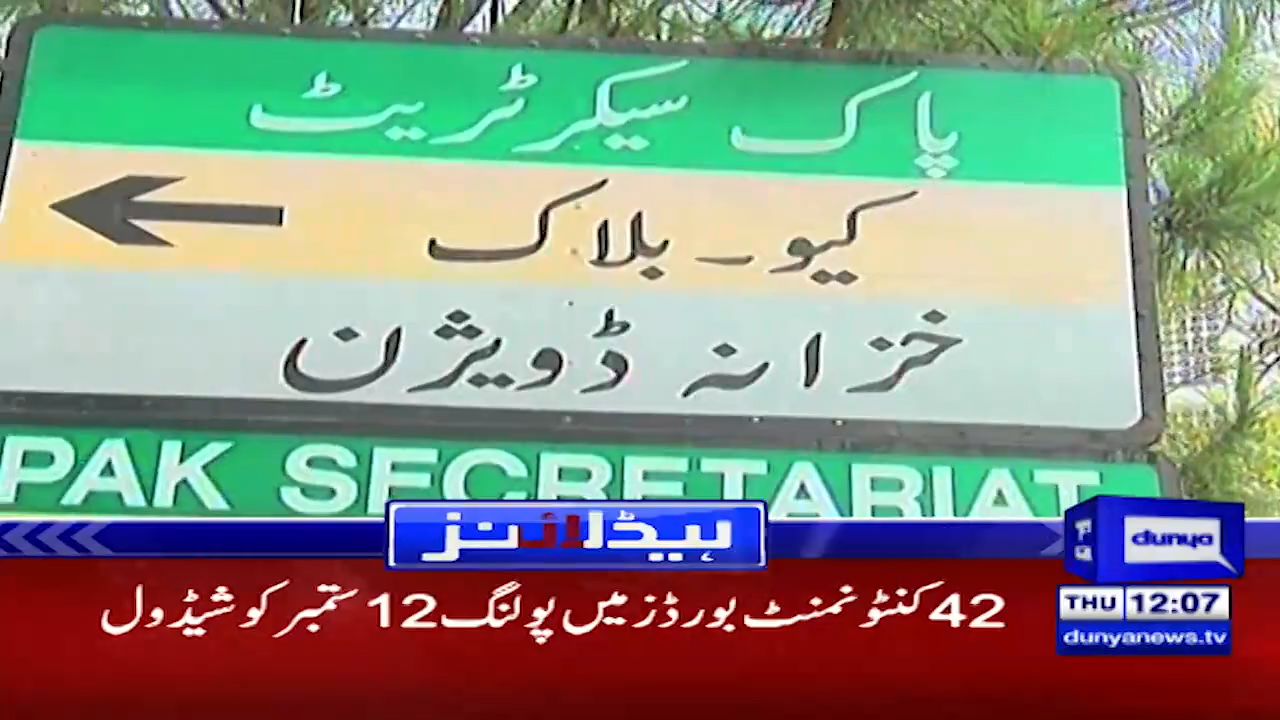 پاک سیکرٹریٹ
کیو۔ بلاک
خزانہ ڈویژن
PAK SECRETARIAT
ہیڈلائنز
dunya
42 کنٹونمنٹ بورڈز میں پولنگ 12 ستمبر کو شیڈول
THU 12:07
dunyanews.tv